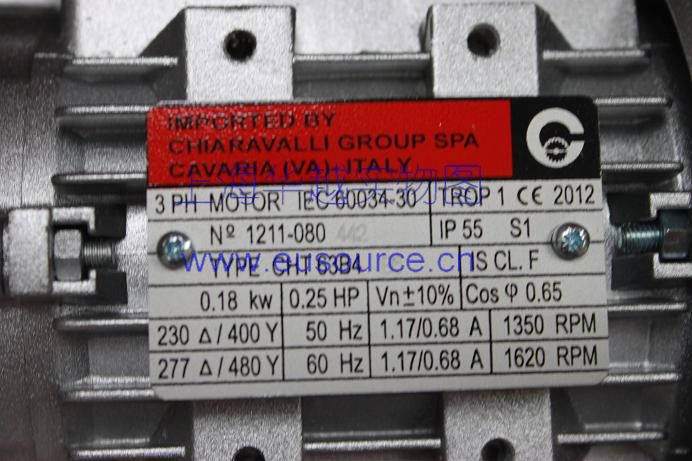 IMPORTED BY
CHIARAVALLI GROUP SPA
CAVARIA (VA)-ITALY
3 PH MOTOR IEC 60034-30 TROP 1 CE 2012
Nº 1211-080 442 IP 55 S1
www.eusource.cn
TYPE CHT 63B4 IS CL. F
0.18 kw 0.25 HP Vn±10% Cos φ 0.65
230 Δ/400 Y 50 Hz 1.17/0.68 A 1350 RPM
277 Δ/480 Y 60 Hz 1.17/0.68 A 1620 RPM